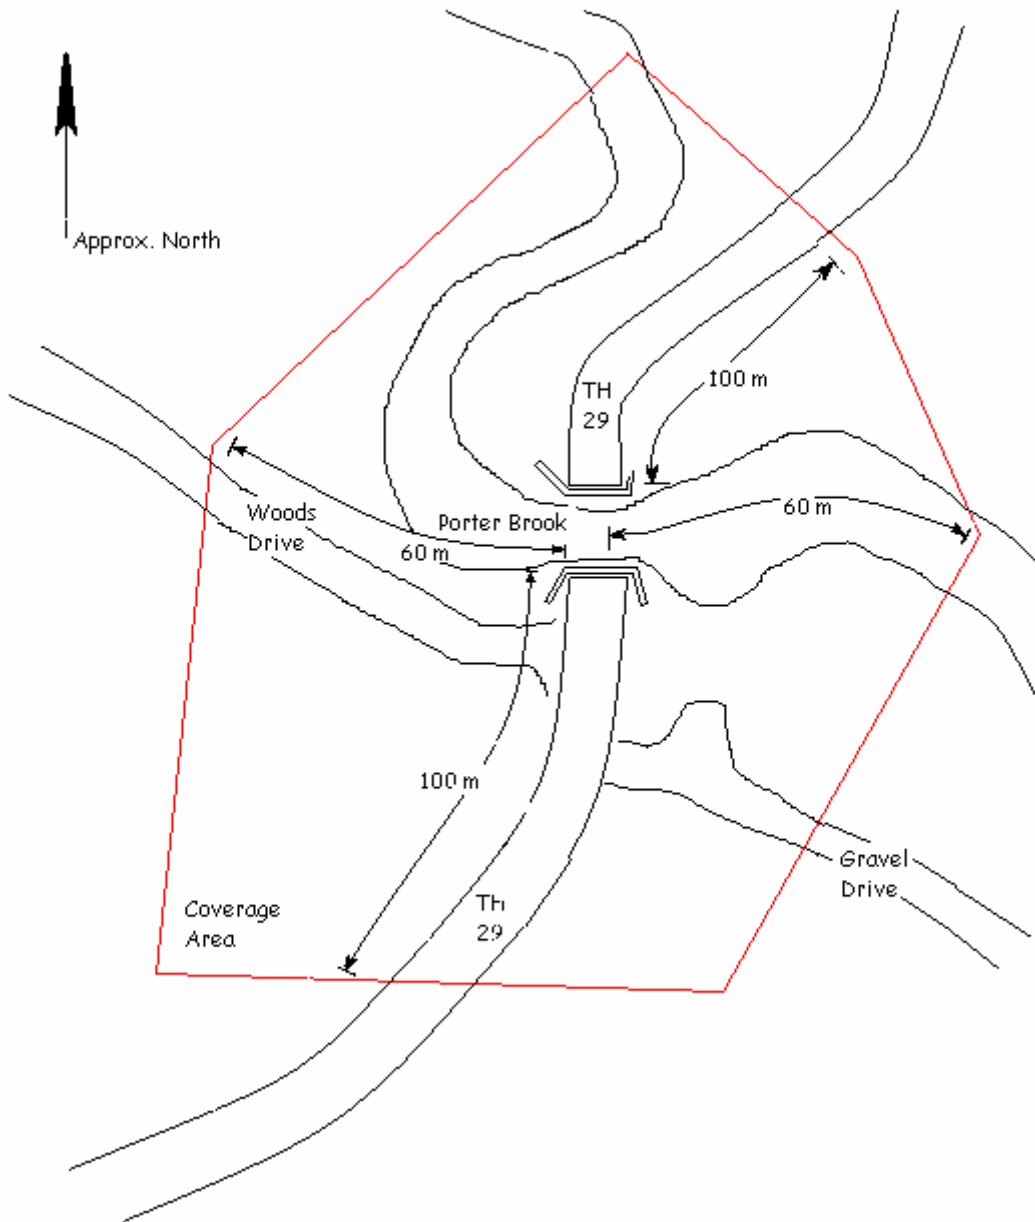 Approx. North
100 m
TH
29
Woods
Drive
Porter Brook
60 m
60 m
100 m
Gravel
Drive
Coverage
Area
TH
29